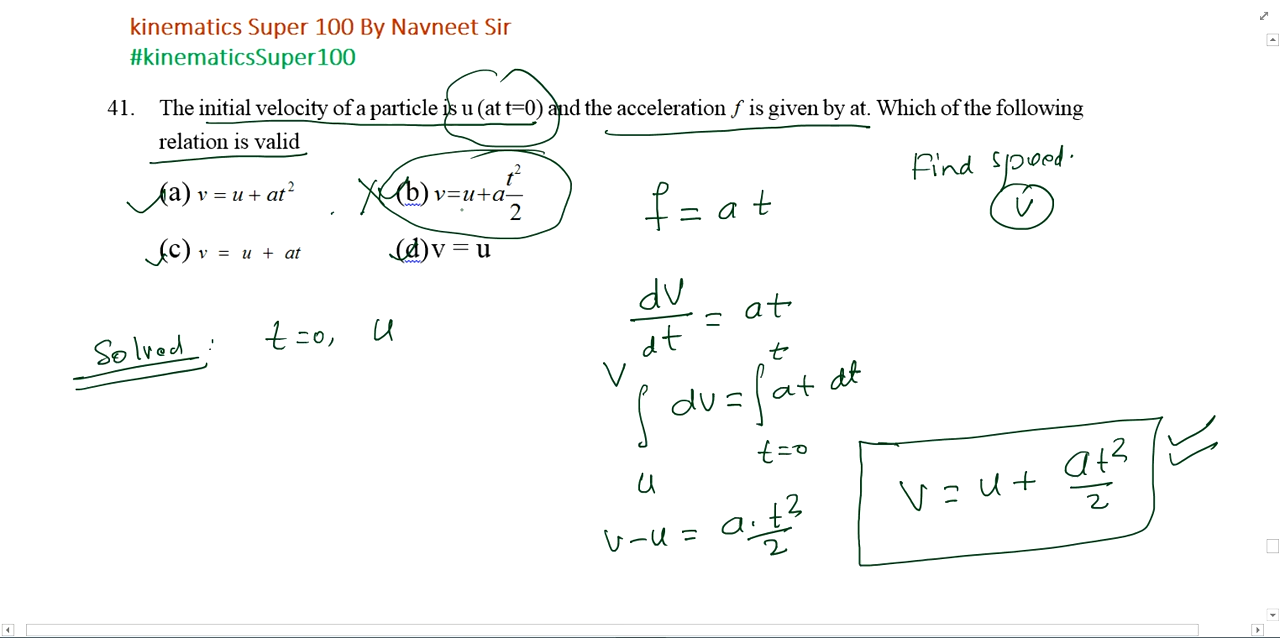 kinematics Super 100 By Navneet Sir
#kinematicsSuper100
41. The initial velocity of a particle is u (at t=0) and the acceleration f is given by at. Which of the following
relation is valid
(a) v = u + at² (b) v=u+a t²/2
(c) v = u + at (d) v = u
Find speed.
v
f = at
Solved : t=0, u
dv/dt = at
∫ᵤᵛ dv = ∫ₜ₌₀ᵗ at dt
v-u = a. t²/2
v = u + at²/2